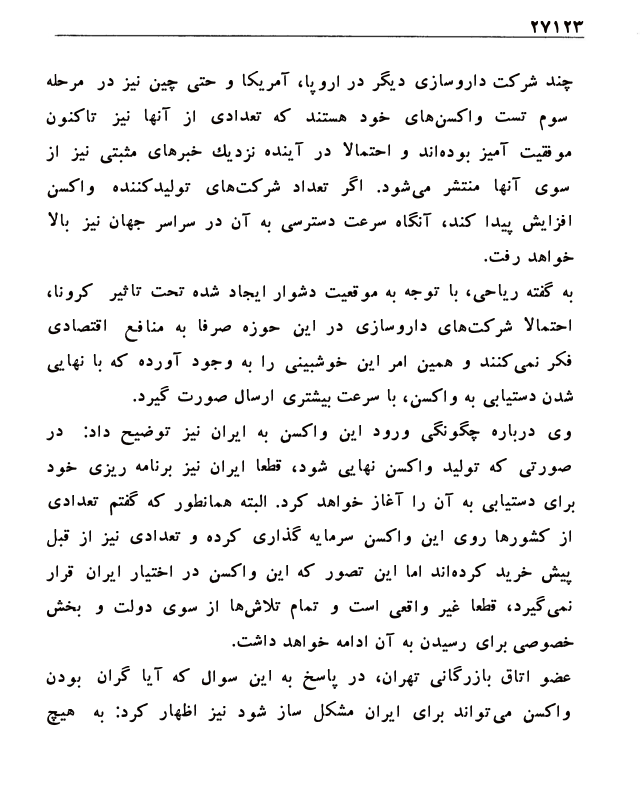 ۲۷۱۲۳
چند شرکت داروسازی دیگر در اروپا، آمریکا و حتی چین نیز در مرحله
سوم تست واکسن‌های خود هستند که تعدادی از آنها نیز تاکنون
موفقیت آمیز بوده‌اند و احتمالا در آینده نزدیك خبرهای مثبتی نیز از
سوی آنها منتشر می‌شود. اگر تعداد شرکت‌های تولیدکننده واکسن
افزایش پیدا کند، آنگاه سرعت دسترسی به آن در سراسر جهان نیز بالا
خواهد رفت.
به گفته ریاحی، با توجه به موقعیت دشوار ایجاد شده تحت تاثیر کرونا،
احتمالا شرکت‌های داروسازی در این حوزه صرفا به منافع اقتصادی
فکر نمی‌کنند و همین امر این خوشبینی را به وجود آورده که با نهایی
شدن دستیابی به واکسن، با سرعت بیشتری ارسال صورت گیرد.
وی درباره چگونگی ورود این واکسن به ایران نیز توضیح داد: در
صورتی که تولید واکسن نهایی شود، قطعا ایران نیز برنامه ریزی خود
برای دستیابی به آن را آغاز خواهد کرد. البته همانطور که گفتم تعدادی
از کشورها روی این واکسن سرمایه گذاری کرده و تعدادی نیز از قبل
پیش خرید کرده‌اند اما این تصور که این واکسن در اختیار ایران قرار
نمی‌گیرد، قطعا غیر واقعی است و تمام تلاش‌ها از سوی دولت و بخش
خصوصی برای رسیدن به آن ادامه خواهد داشت.
عضو اتاق بازرگانی تهران، در پاسخ به این سوال که آیا گران بودن
واکسن می‌تواند برای ایران مشکل ساز شود نیز اظهار کرد: به هیچ